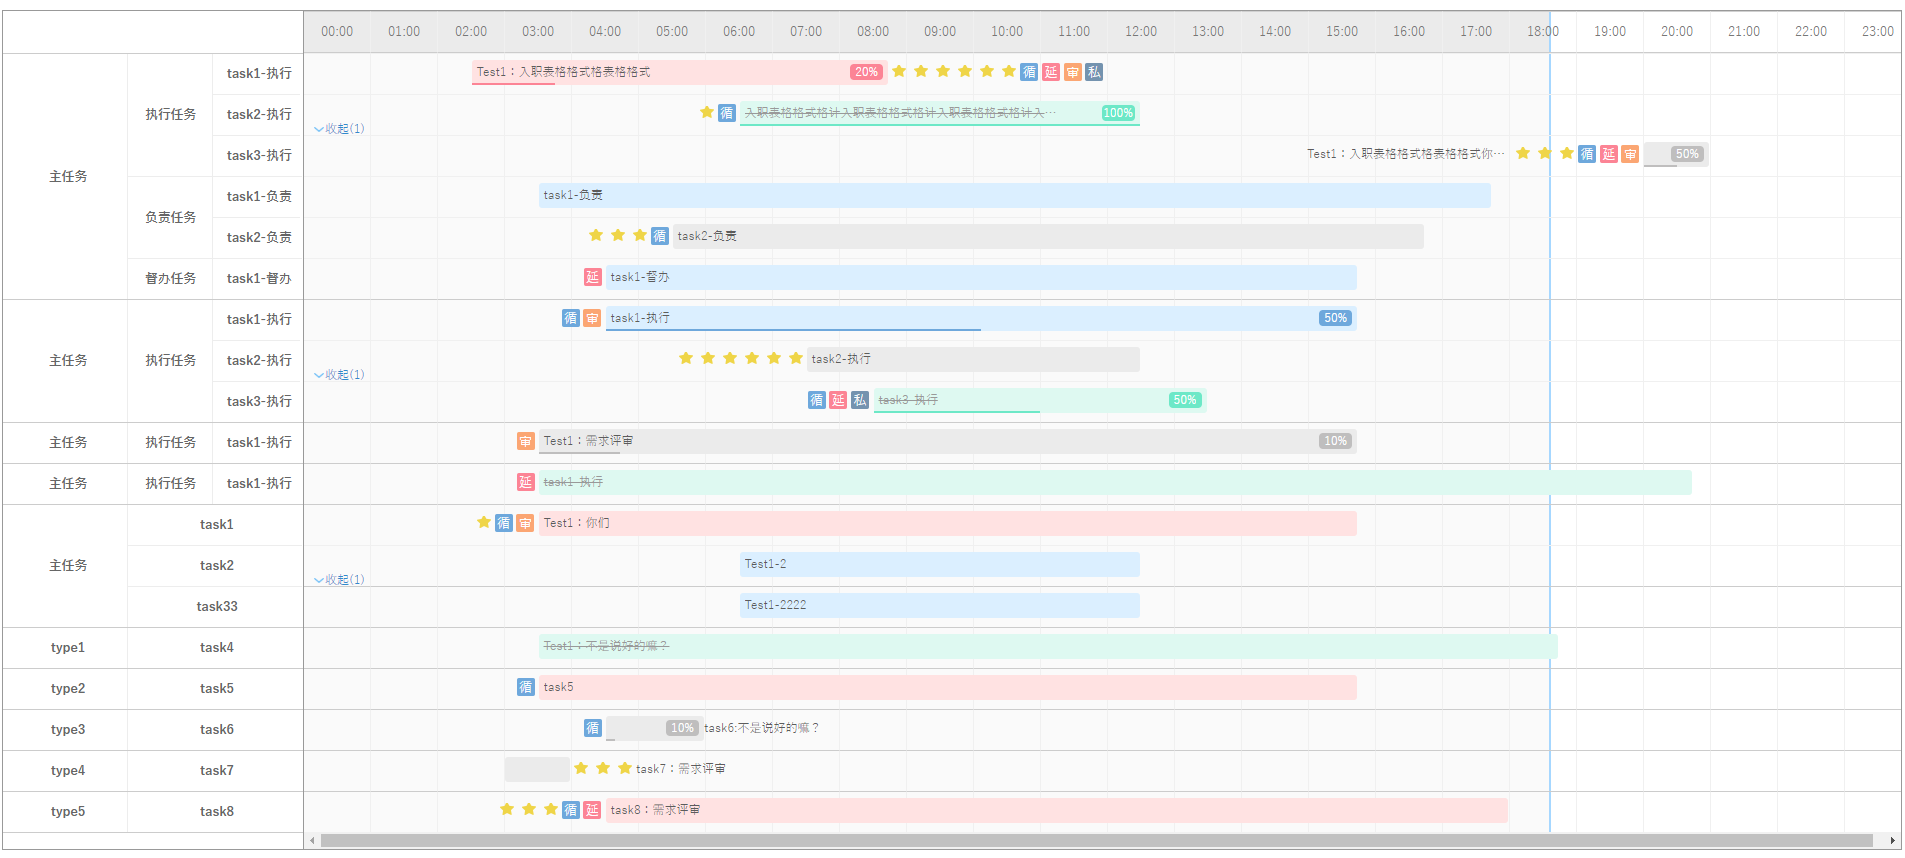 00:00 01:00 02:00 03:00 04:00 05:00 06:00 07:00 08:00 09:00 10:00 11:00 12:00 13:00 14:00 15:00 16:00 17:00 18:00 19:00 20:00 21:00 22:00 23:00
主任务
执行任务
task1-执行
Test1：入职表格格式格表格格式 20% 循 延 审 私
task2-执行
循 入职表格格式格计入职表格格式格计入职表格格式格计入… 100%
收起(1)
task3-执行
Test1：入职表格格式格表格格式你… 循 延 审 50%
负责任务
task1-负责
task1-负责
task2-负责
循 task2-负责
督办任务
task1-督办
延 task1-督办
主任务
执行任务
task1-执行
循 审 task1-执行 50%
task2-执行
task2-执行
收起(1)
task3-执行
循 延 私 task3-执行 50%
主任务 执行任务 task1-执行
审 Test1：需求评审 10%
主任务 执行任务 task1-执行
延 task1-执行
主任务
task1
循 审 Test1：你们
task2
Test1-2
收起(1)
task33
Test1-2222
type1 task4
Test1：不是说好的嘛？
type2 task5
循 task5
type3 task6
循 10% task6:不是说好的嘛？
type4 task7
task7：需求评审
type5 task8
循 延 task8：需求评审